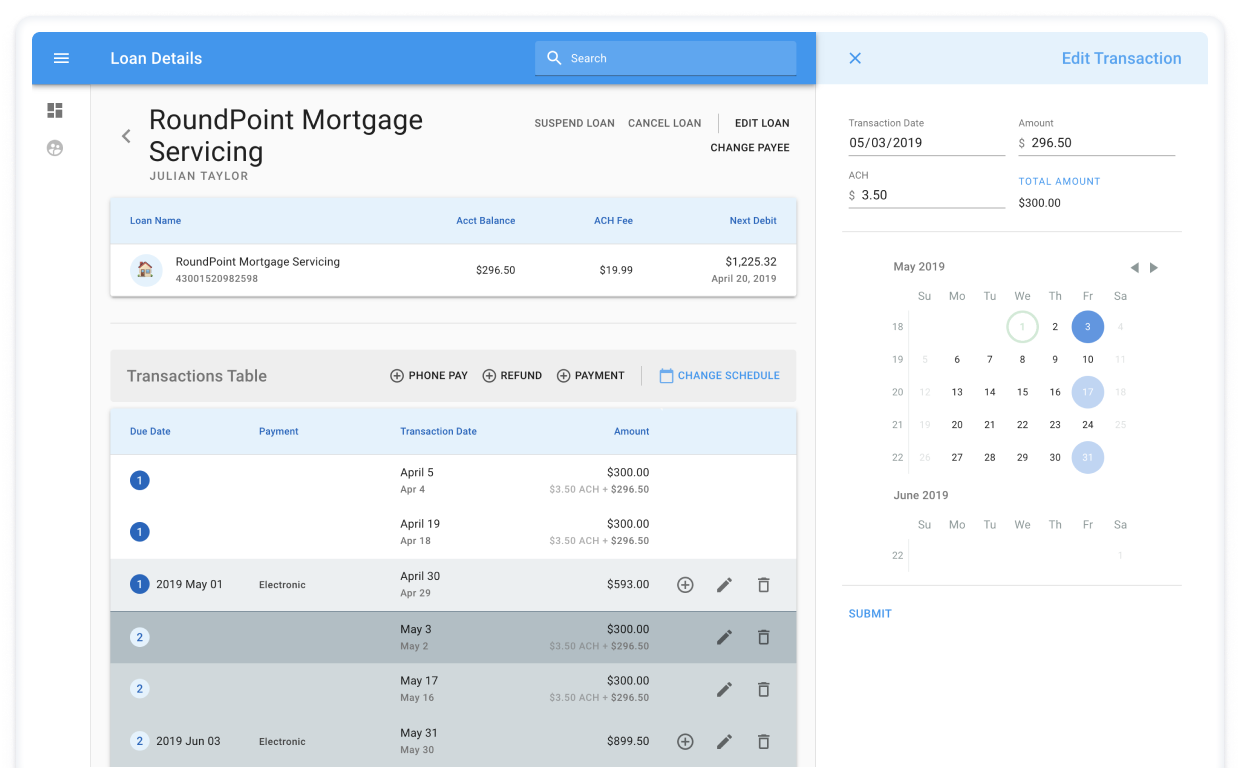 Loan Details
Search
Edit Transaction
RoundPoint Mortgage
Servicing
JULIAN TAYLOR
SUSPEND LOAN CANCEL LOAN EDIT LOAN
CHANGE PAYEE
Loan Name Acct Balance ACH Fee Next Debit
RoundPoint Mortgage Servicing
43001520982598
$296.50 $19.99
$1,225.32
April 20, 2019
Transactions Table PHONE PAY REFUND PAYMENT CHANGE SCHEDULE
Due Date Payment Transaction Date Amount
1 April 5 $300.00
Apr 4 $3.50 ACH + $296.50
1 April 19 $300.00
Apr 18 $3.50 ACH + $296.50
1 2019 May 01 Electronic April 30 $593.00
Apr 29
2 May 3 $300.00
May 2 $3.50 ACH + $296.50
2 May 17 $300.00
May 16 $3.50 ACH + $296.50
2 2019 Jun 03 Electronic May 31 $899.50
May 30
Transaction Date Amount
05/03/2019 $ 296.50
ACH TOTAL AMOUNT
$ 3.50 $300.00
May 2019
Su Mo Tu We Th Fr Sa
18 1 2 3 4
19 5 6 7 8 9 10 11
20 12 13 14 15 16 17 18
21 19 20 21 22 23 24 25
22 26 27 28 29 30 31
June 2019
Su Mo Tu We Th Fr Sa
22 1
SUBMIT